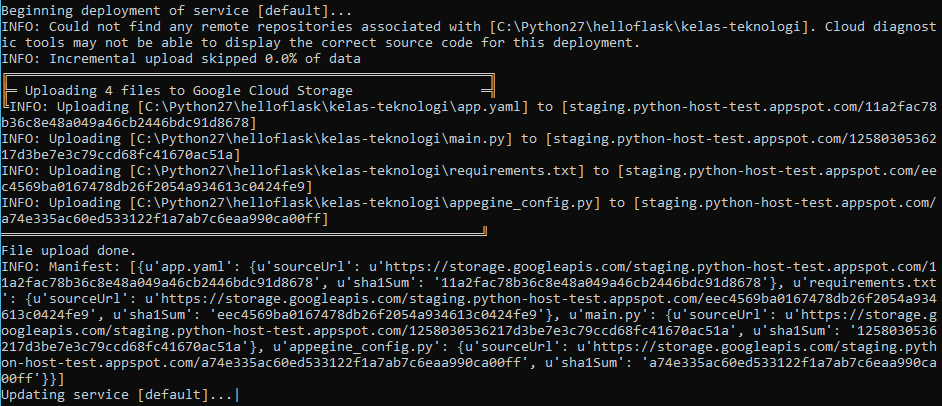 Beginning deployment of service [default]...
INFO: Could not find any remote repositories associated with [C:\Python27\helloflask\kelas-teknologi]. Cloud diagnost
ic tools may not be able to display the correct source code for this deployment.
INFO: Incremental upload skipped 0.0% of data
╔════════════════════════════════════════════════════════════╗
╠═ Uploading 4 files to Google Cloud Storage                ═╣
╚INFO: Uploading [C:\Python27\helloflask\kelas-teknologi\app.yaml] to [staging.python-host-test.appspot.com/11a2fac78
b36c8e48a049a46cb2446bdc91d8678]
INFO: Uploading [C:\Python27\helloflask\kelas-teknologi\main.py] to [staging.python-host-test.appspot.com/12580305362
17d3be7e3c79ccd68fc41670ac51a]
INFO: Uploading [C:\Python27\helloflask\kelas-teknologi\requirements.txt] to [staging.python-host-test.appspot.com/ee
c4569ba0167478db26f2054a934613c0424fe9]
INFO: Uploading [C:\Python27\helloflask\kelas-teknologi\appegine_config.py] to [staging.python-host-test.appspot.com/
a74e335ac60ed533122f1a7ab7c6eaa990ca00ff]
════════════════════════════════════════════════════════════╝
File upload done.
INFO: Manifest: [{u'app.yaml': {u'sourceUrl': u'https://storage.googleapis.com/staging.python-host-test.appspot.com/1
1a2fac78b36c8e48a049a46cb2446bdc91d8678', u'sha1Sum': '11a2fac78b36c8e48a049a46cb2446bdc91d8678'}, u'requirements.txt
': {u'sourceUrl': u'https://storage.googleapis.com/staging.python-host-test.appspot.com/eec4569ba0167478db26f2054a934
613c0424fe9', u'sha1Sum': 'eec4569ba0167478db26f2054a934613c0424fe9'}, u'main.py': {u'sourceUrl': u'https://storage.g
oogleapis.com/staging.python-host-test.appspot.com/1258030536217d3be7e3c79ccd68fc41670ac51a', u'sha1Sum': '1258030536
217d3be7e3c79ccd68fc41670ac51a'}, u'appegine_config.py': {u'sourceUrl': u'https://storage.googleapis.com/staging.pyth
on-host-test.appspot.com/a74e335ac60ed533122f1a7ab7c6eaa990ca00ff', u'sha1Sum': 'a74e335ac60ed533122f1a7ab7c6eaa990ca
00ff'}}]
Updating service [default]...|